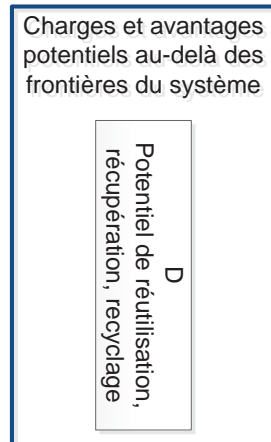 Charges et avantages
potentiels au-delà des
frontières du système
D
Potentiel de réutilisation,
récupération, recyclage